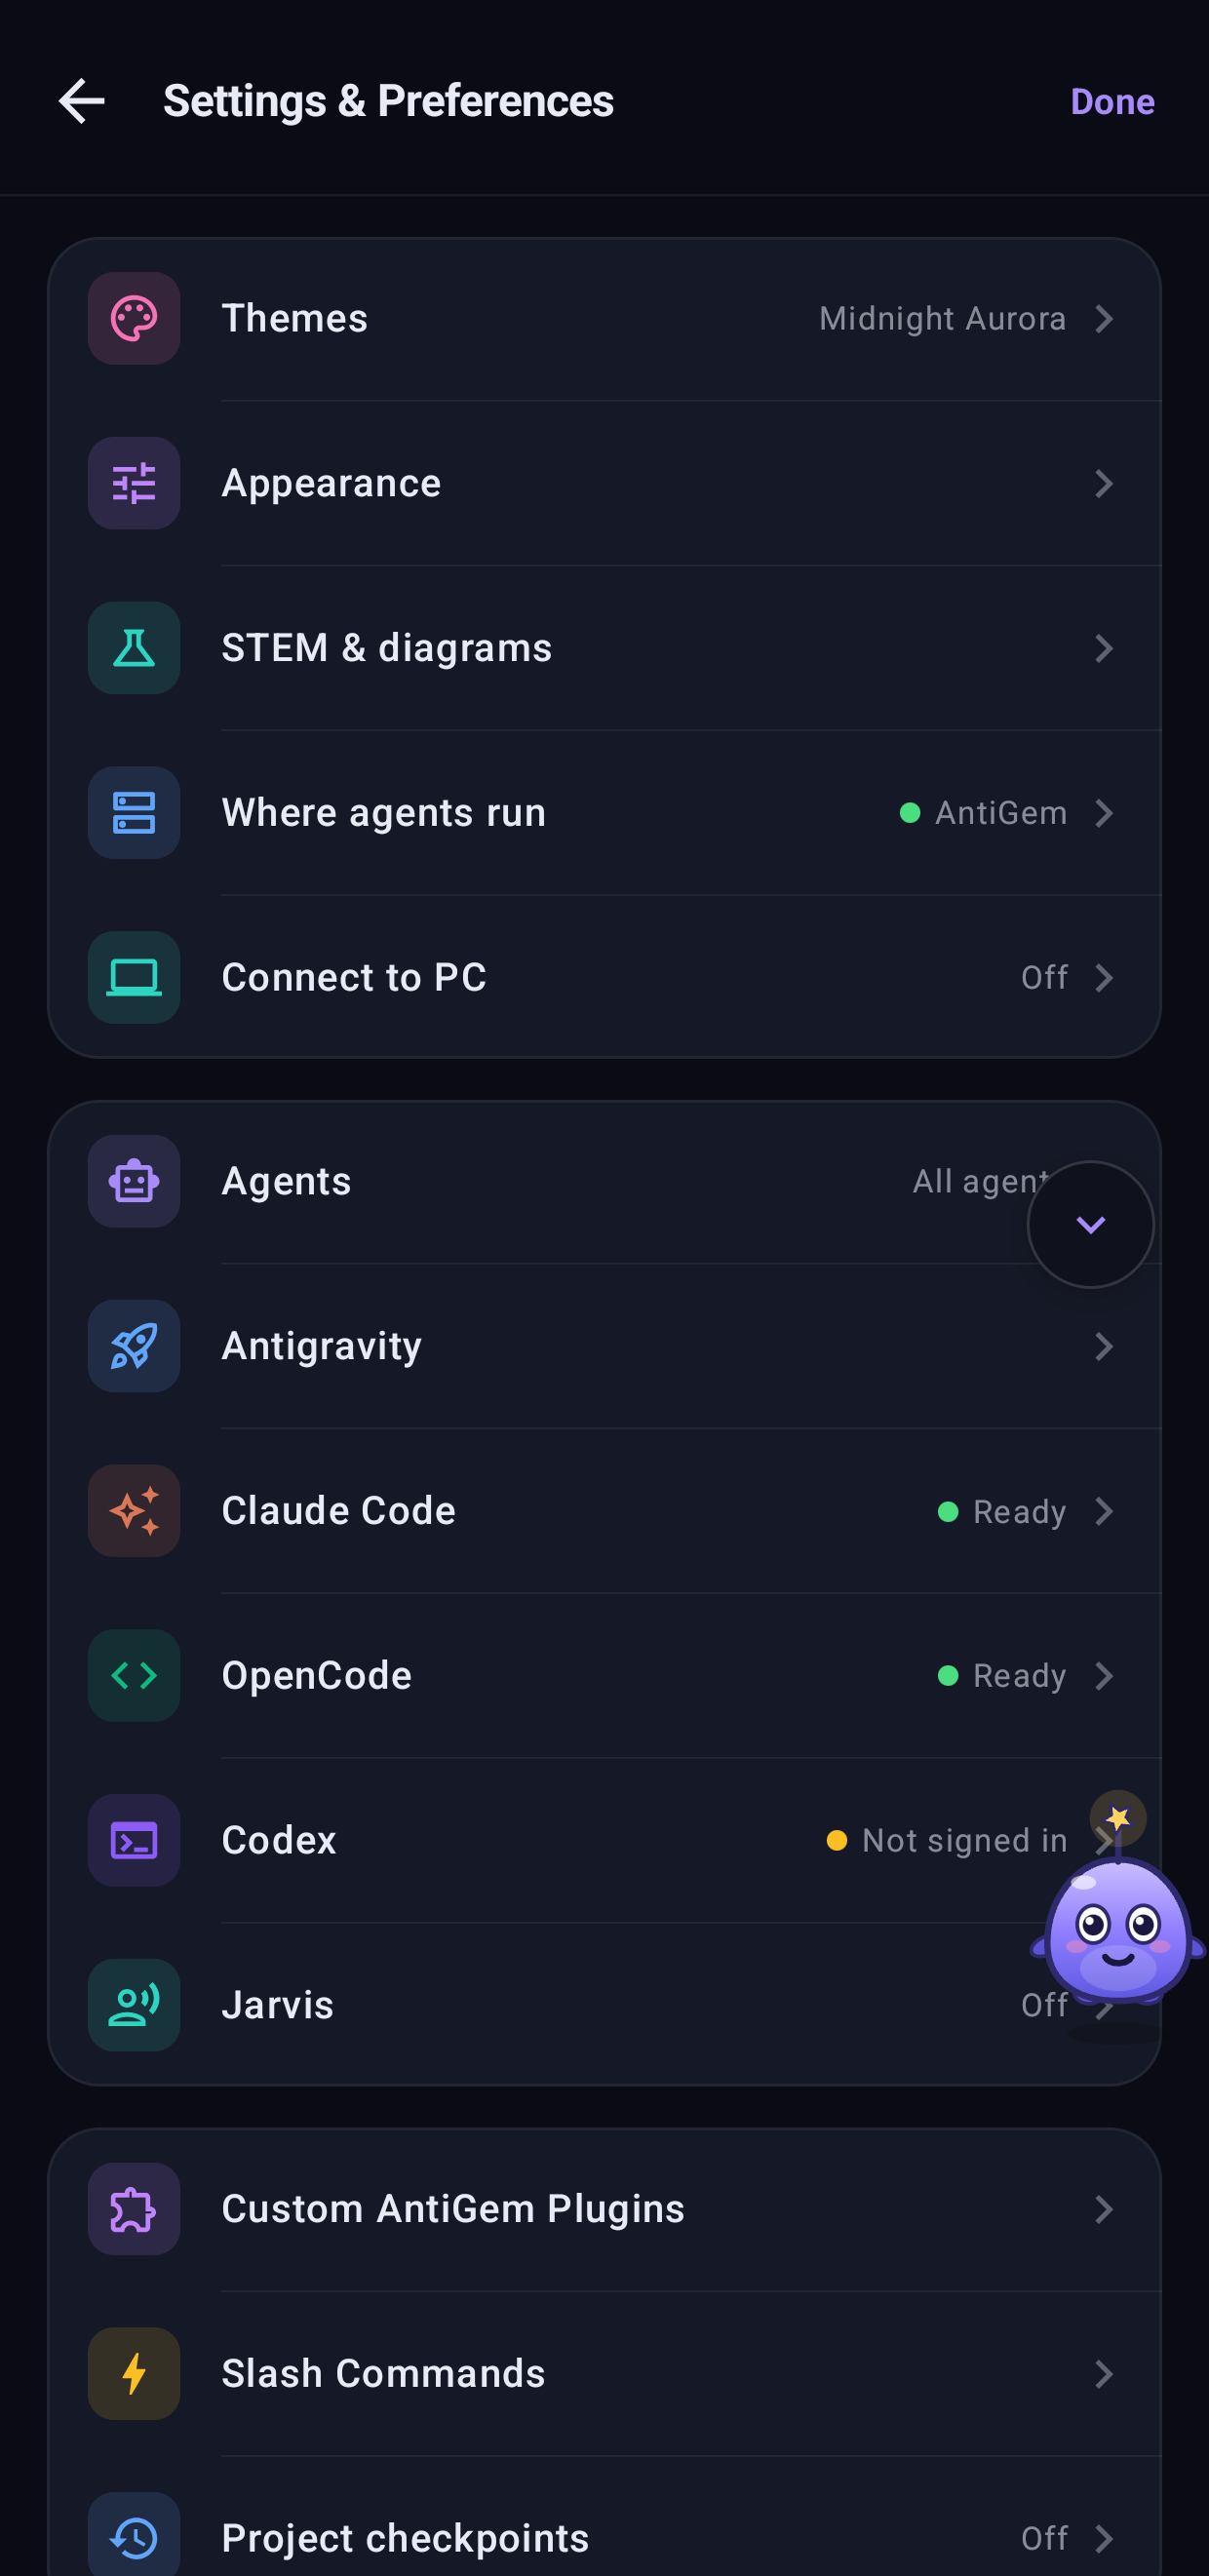 Settings & Preferences
Done
Themes
Midnight Aurora
Appearance
STEM & diagrams
Where agents run
AntiGem
Connect to PC
Off
Agents
All agent
Antigravity
Claude Code
Ready
OpenCode
Ready
Codex
Not signed in
Jarvis
Off
Custom AntiGem Plugins
Slash Commands
Project checkpoints
Off